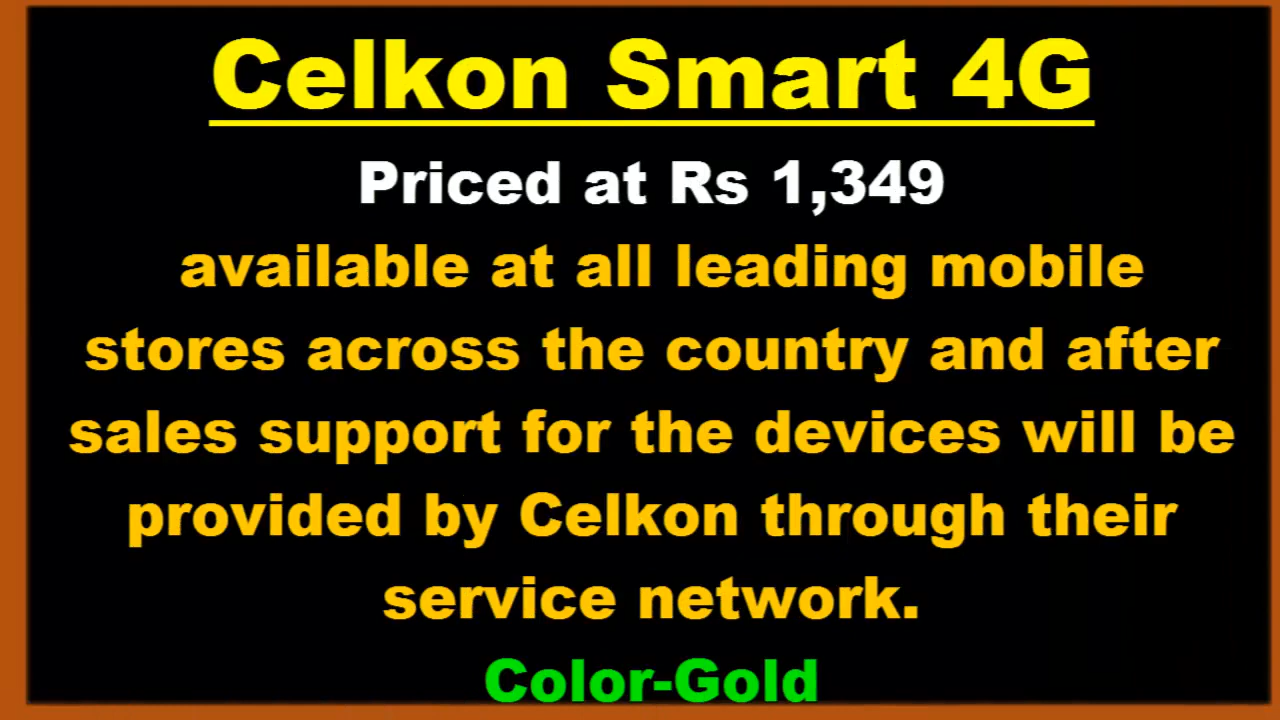 Celkon Smart 4G
Priced at Rs 1,349
available at all leading mobile
stores across the country and after
sales support for the devices will be
provided by Celkon through their
service network.
Color-Gold